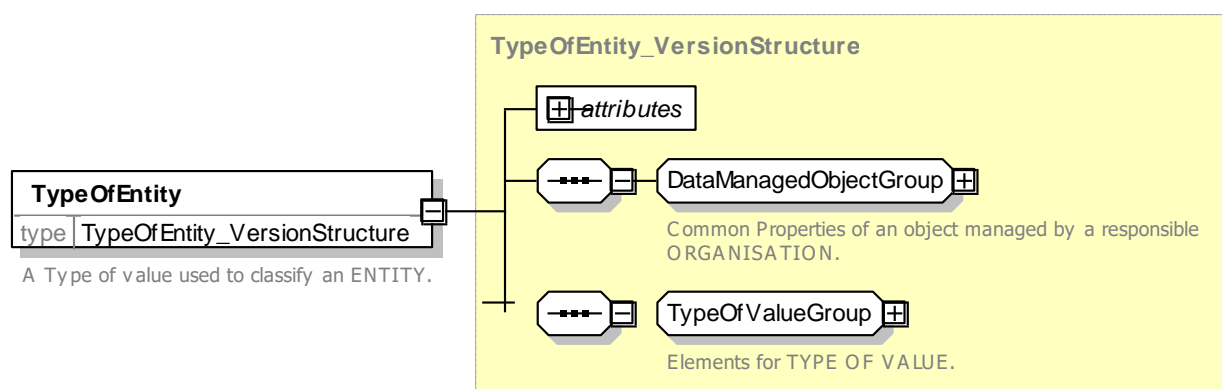 TypeOfEntity_VersionStructure
attributes
DataManagedObjectGroup
Common Properties of an object managed by a responsible
ORGANISATION.
TypeOfEntity
type TypeOfEntity_VersionStructure
A Type of value used to classify an ENTITY.
TypeOfValueGroup
Elements for TYPE OF VALUE.